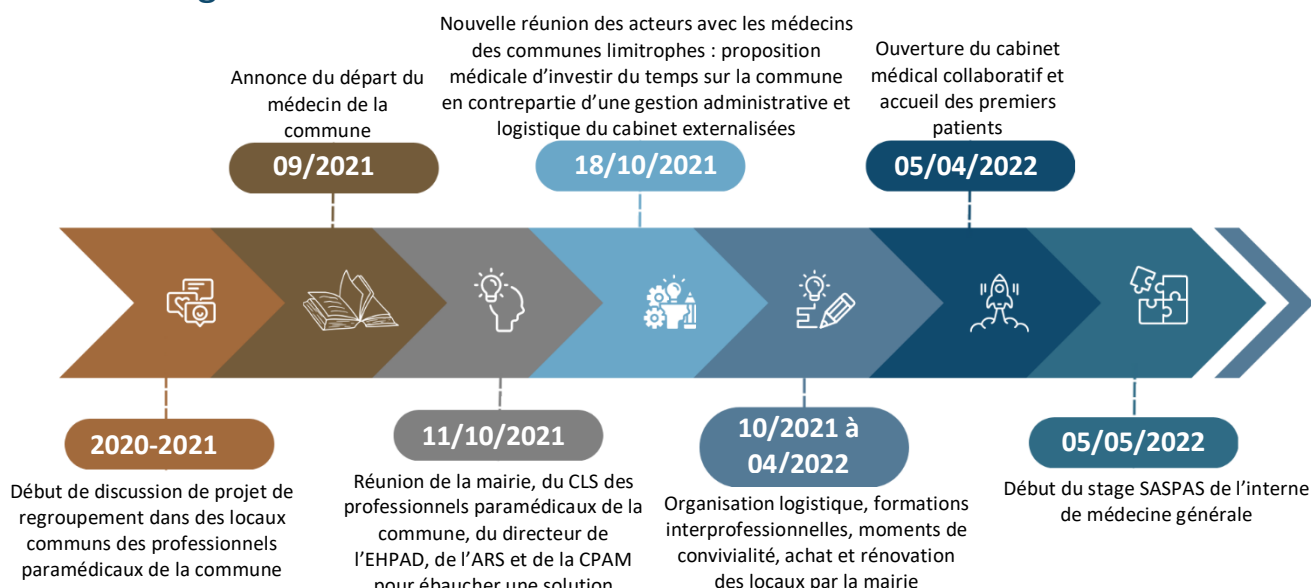 Annonce du départ du
médecin de la
commune
09/2021
Nouvelle réunion des acteurs avec les médecins
des communes limitrophes : proposition
médicale d’investir du temps sur la commune
en contrepartie d’une gestion administrative et
logistique du cabinet externalisées
18/10/2021
Ouverture du cabinet
médical collaboratif et
accueil des premiers
patients
05/04/2022
2020-2021
Début de discussion de projet de
regroupement dans des locaux
communs des professionnels
paramédicaux de la commune
11/10/2021
Réunion de la mairie, du CLS des
professionnels paramédicaux de la
commune, du directeur de
l’EHPAD, de l’ARS et de la CPAM
pour ébaucher une solution
10/2021 à
04/2022
Organisation logistique, formations
interprofessionnelles, moments de
convivialité, achat et rénovation
des locaux par la mairie
05/05/2022
Début du stage SASPAS de l’interne
de médecine générale